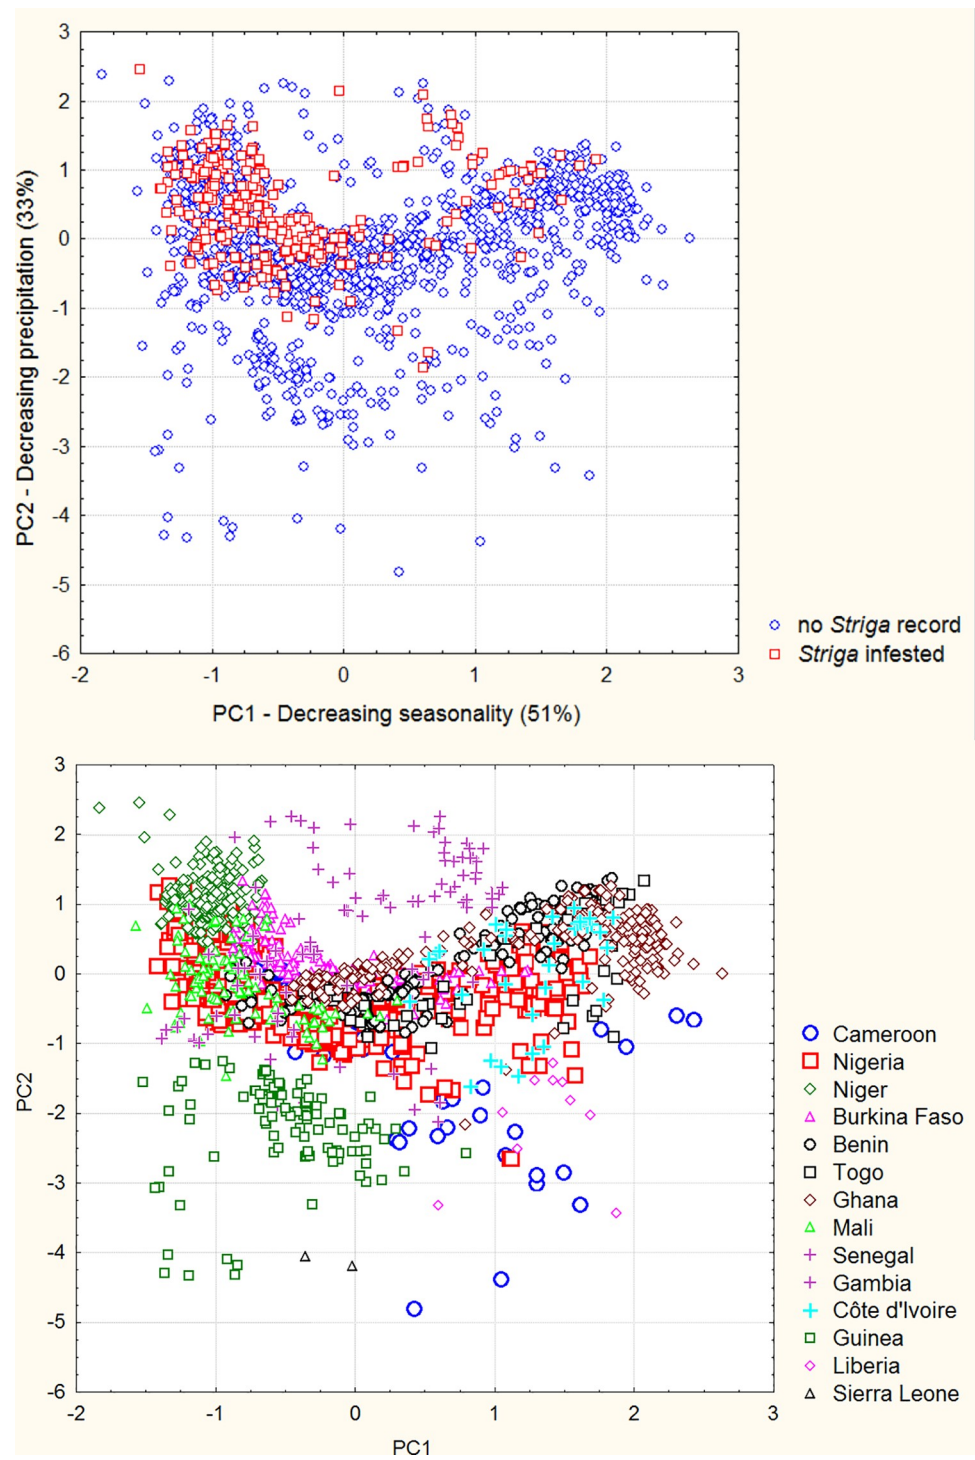 3
2
1
0
-1
-2
-3
-4
-5
-6
PC2 - Decreasing precipitation (33%)
-2 -1 0 1 2 3
PC1 - Decreasing seasonality (51%)
no Striga record
Striga infested
3
2
1
0
-1
-2
-3
-4
-5
-6
PC2
-2 -1 0 1 2 3
PC1
Cameroon
Nigeria
Niger
Burkina Faso
Benin
Togo
Ghana
Mali
Senegal
Gambia
Côte d'Ivoire
Guinea
Liberia
Sierra Leone